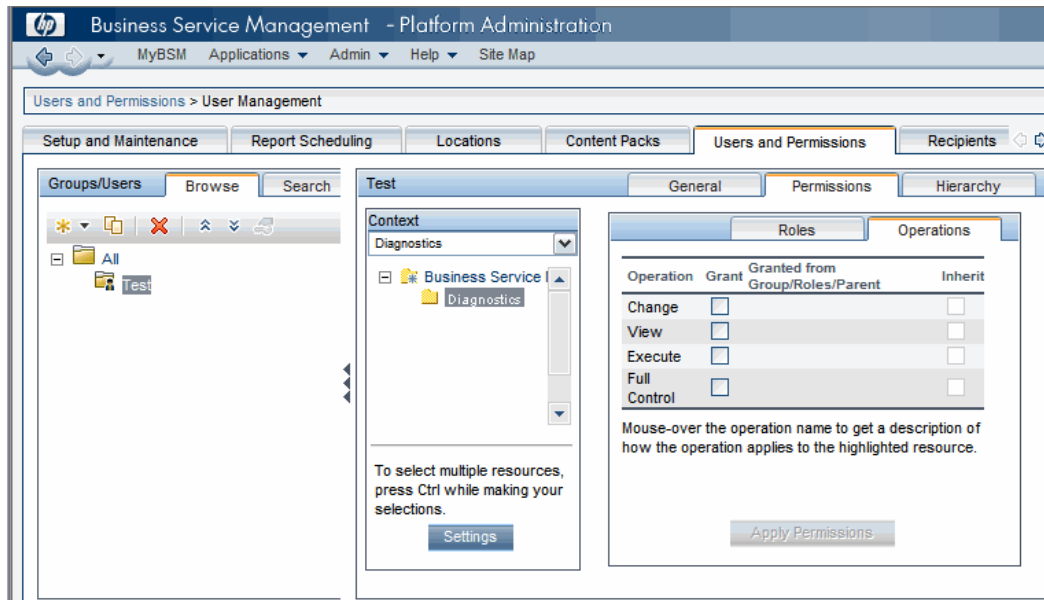 hp Business Service Management - Platform Administration
MyBSM Applications Admin Help Site Map
Users and Permissions > User Management
Setup and Maintenance Report Scheduling Locations Content Packs Users and Permissions Recipients
Groups/Users Browse Search
All
Test
Test General Permissions Hierarchy
Context
Diagnostics
Business Service
Diagnostics
To select multiple resources,
press Ctrl while making your
selections.
Settings
Roles Operations
Operation Grant Granted from Group/Roles/Parent Inherit
Change
View
Execute
Full
Control
Mouse-over the operation name to get a description of
how the operation applies to the highlighted resource.
Apply Permissions